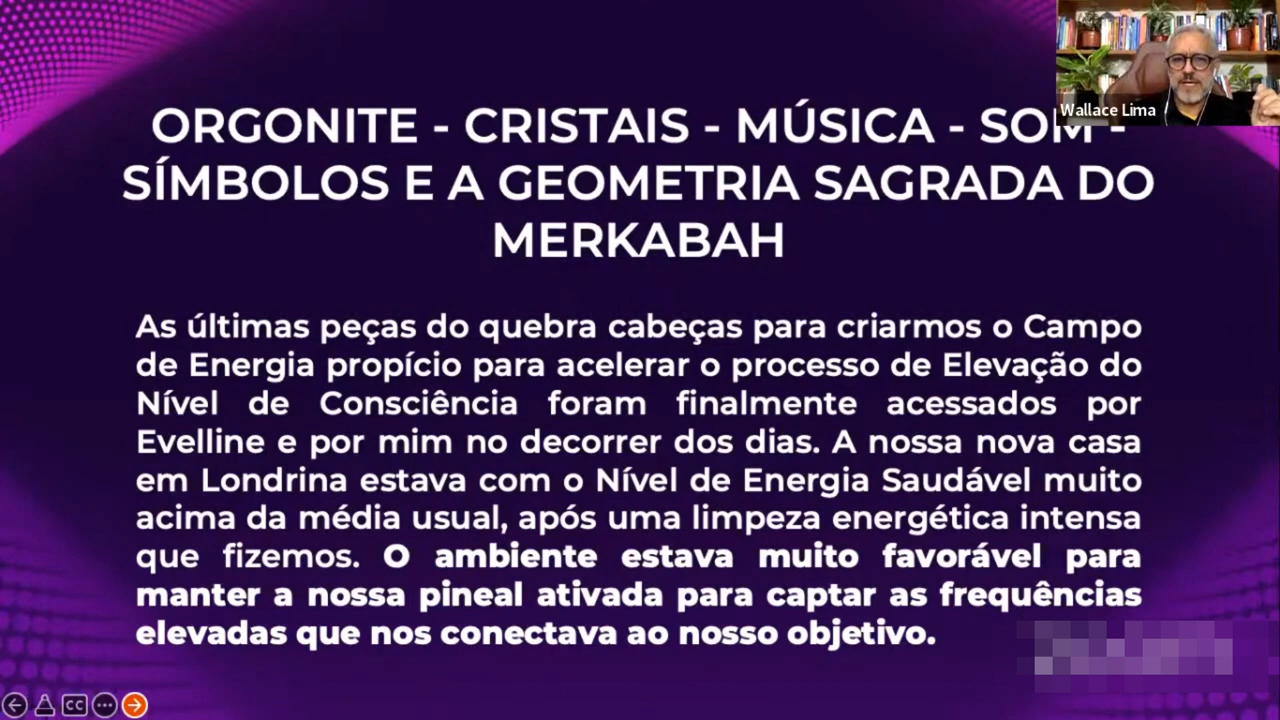 Wallace Lima
ORGONITE - CRISTAIS - MÚSICA - SOM -
SÍMBOLOS E A GEOMETRIA SAGRADA DO
MERKABAH
As últimas peças do quebra cabeças para criarmos o Campo
de Energia propício para acelerar o processo de Elevação do
Nível de Consciência foram finalmente acessados por
Evelline e por mim no decorrer dos dias. A nossa nova casa
em Londrina estava com o Nível de Energia Saudável muito
acima da média usual, após uma limpeza energética intensa
que fizemos. O ambiente estava muito favorável para
manter a nossa pineal ativada para captar as frequências
elevadas que nos conectava ao nosso objetivo.
CC